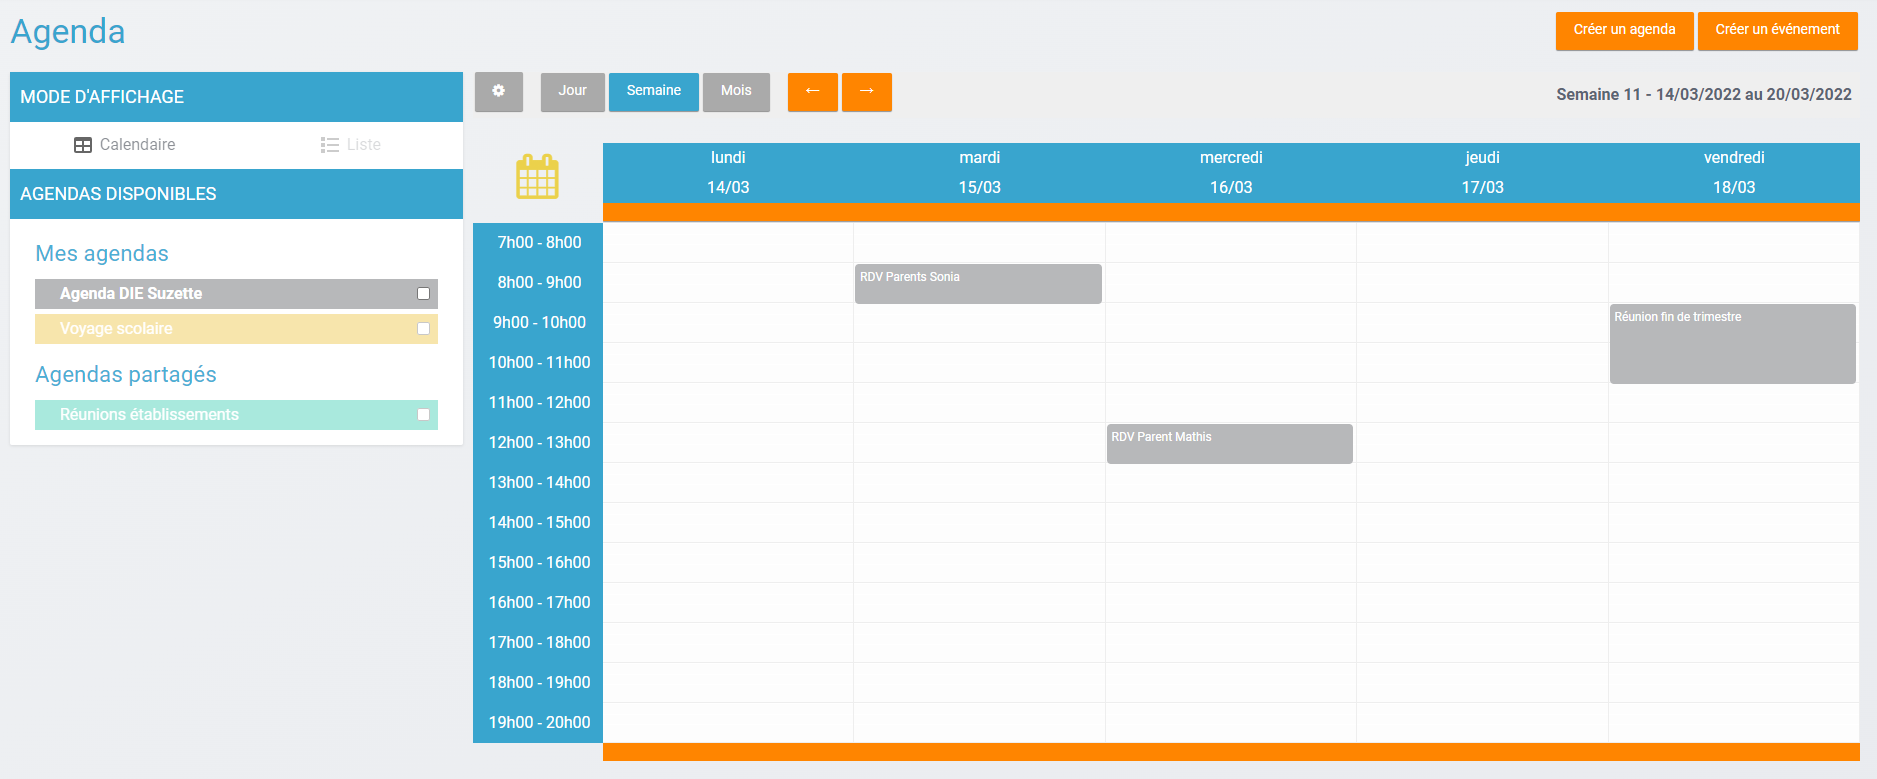 Agenda
Créer un agenda
Créer un événement
MODE D'AFFICHAGE
Calendaire
Liste
AGENDAS DISPONIBLES
Mes agendas
Agenda DIE Suzette
Voyage scolaire
Agendas partagés
Réunions établissements
Jour
Semaine
Mois
←
→
Semaine 11 - 14/03/2022 au 20/03/2022
lundi
14/03
mardi
15/03
mercredi
16/03
jeudi
17/03
vendredi
18/03
7h00 - 8h00
8h00 - 9h00
RDV Parents Sonia
9h00 - 10h00
Réunion fin de trimestre
10h00 - 11h00
11h00 - 12h00
12h00 - 13h00
RDV Parent Mathis
13h00 - 14h00
14h00 - 15h00
15h00 - 16h00
16h00 - 17h00
17h00 - 18h00
18h00 - 19h00
19h00 - 20h00